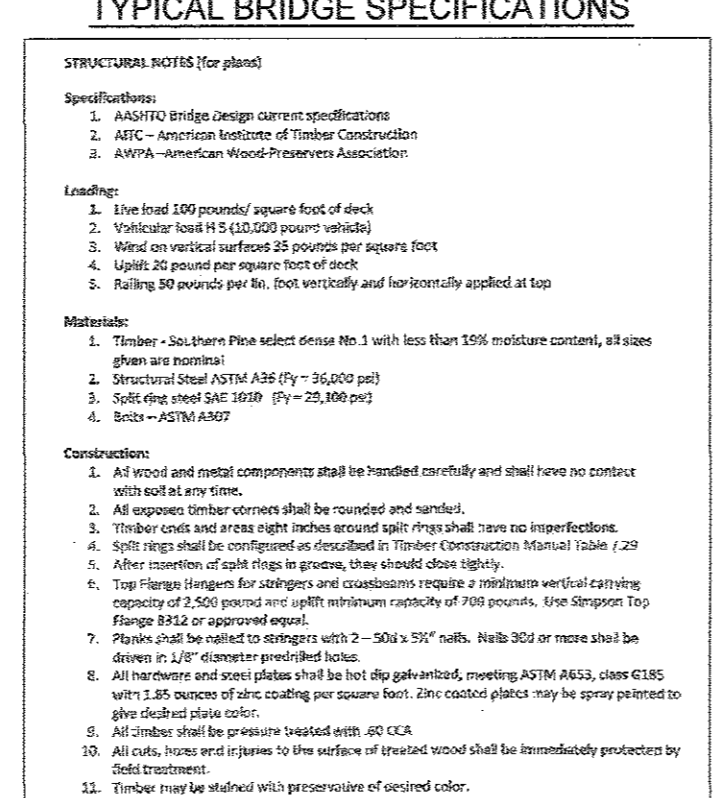 TYPICAL BRIDGE SPECIFICATIONS
STRUCTURAL NOTES (for plans)
Specifications:
1. AASHTO Bridge Design current specifications
2. AITC – American Institute of Timber Construction
3. AWPA–American Wood-Preservers Association
Loading:
1. Live load 100 pounds/ square foot of deck
2. Vehicular load H 5 (10,000 pound vehicle)
3. Wind on vertical surfaces 35 pounds per square foot
4. Uplift 20 pound per square foot of deck
5. Railing 50 pounds per lin. foot vertically and horizontally applied at top
Materials:
1. Timber - Southern Pine select dense No.1 with less than 19% moisture content, all sizes
given are nominal
2. Structural Steel ASTM A36 (Fy = 36,000 psi)
3. Split ring steel SAE 1010 (Fy = 29,100 psi)
4. Bolts – ASTM A307
Construction:
1. All wood and metal components shall be handled carefully and shall have no contact
with soil at any time.
2. All exposed timber corners shall be rounded and sanded.
3. Timber ends and areas eight inches around split rings shall have no imperfections.
4. Split rings shall be configured as described in Timber Construction Manual Table 7.29
5. After insertion of split rings in groove, they should close tightly.
6. Top Flange Hangers for stringers and crossbeams require a minimum vertical carrying
capacity of 2,500 pound and uplift minimum capacity of 700 pounds. Use Simpson Top
Flange B312 or approved equal.
7. Planks shall be nailed to stringers with 2 – 50d x 5½" nails. Nails 30d or more shall be
driven in 1/8" diameter predrilled holes.
8. All hardware and steel plates shall be hot dip galvanized, meeting ASTM A653, class G185
with 1.85 ounces of zinc coating per square foot. Zinc coated plates may be spray painted to
give desired plate color.
9. All timber shall be pressure treated with .60 CCA
10. All cuts, holes and injuries to the surface of treated wood shall be immediately protected by
field treatment.
11. Timber may be stained with preservative of desired color.